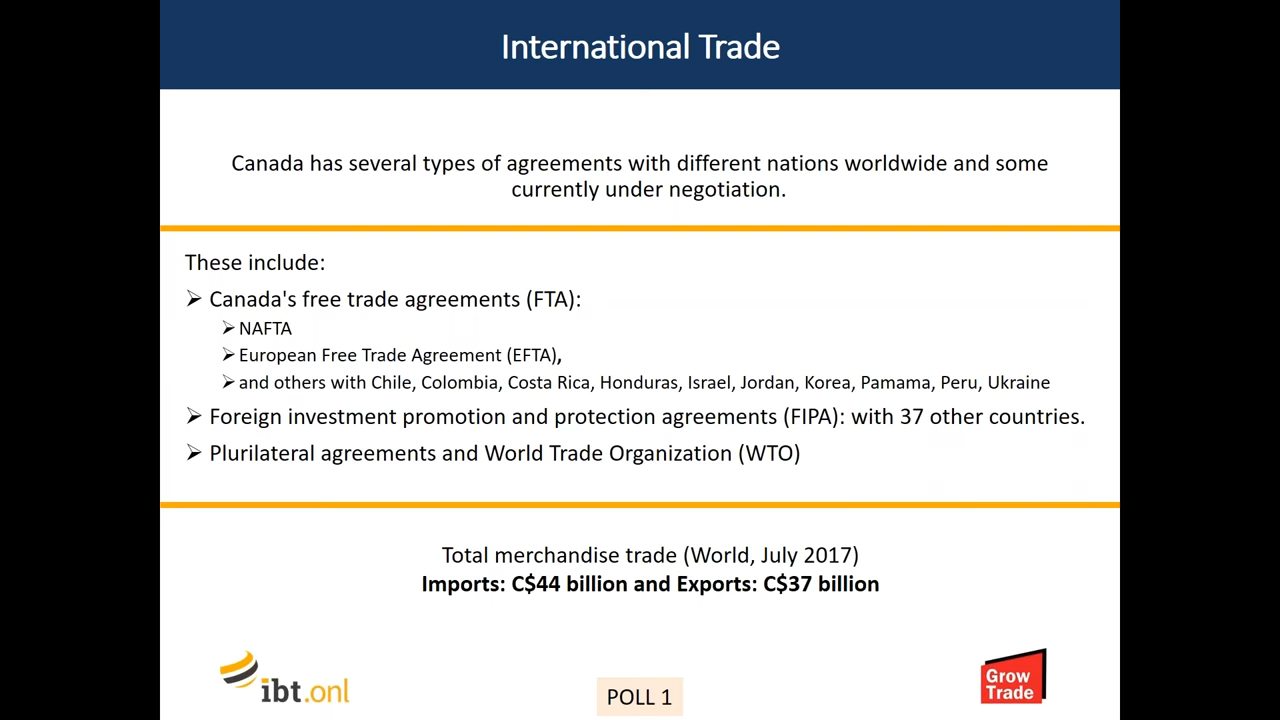 International Trade
Canada has several types of agreements with different nations worldwide and some
currently under negotiation.
These include:
Canada's free trade agreements (FTA):
NAFTA
European Free Trade Agreement (EFTA),
and others with Chile, Colombia, Costa Rica, Honduras, Israel, Jordan, Korea, Pamama, Peru, Ukraine
Foreign investment promotion and protection agreements (FIPA): with 37 other countries.
Plurilateral agreements and World Trade Organization (WTO)
Total merchandise trade (World, July 2017)
Imports: C$44 billion and Exports: C$37 billion
ibt.onl
POLL 1
Grow
Trade